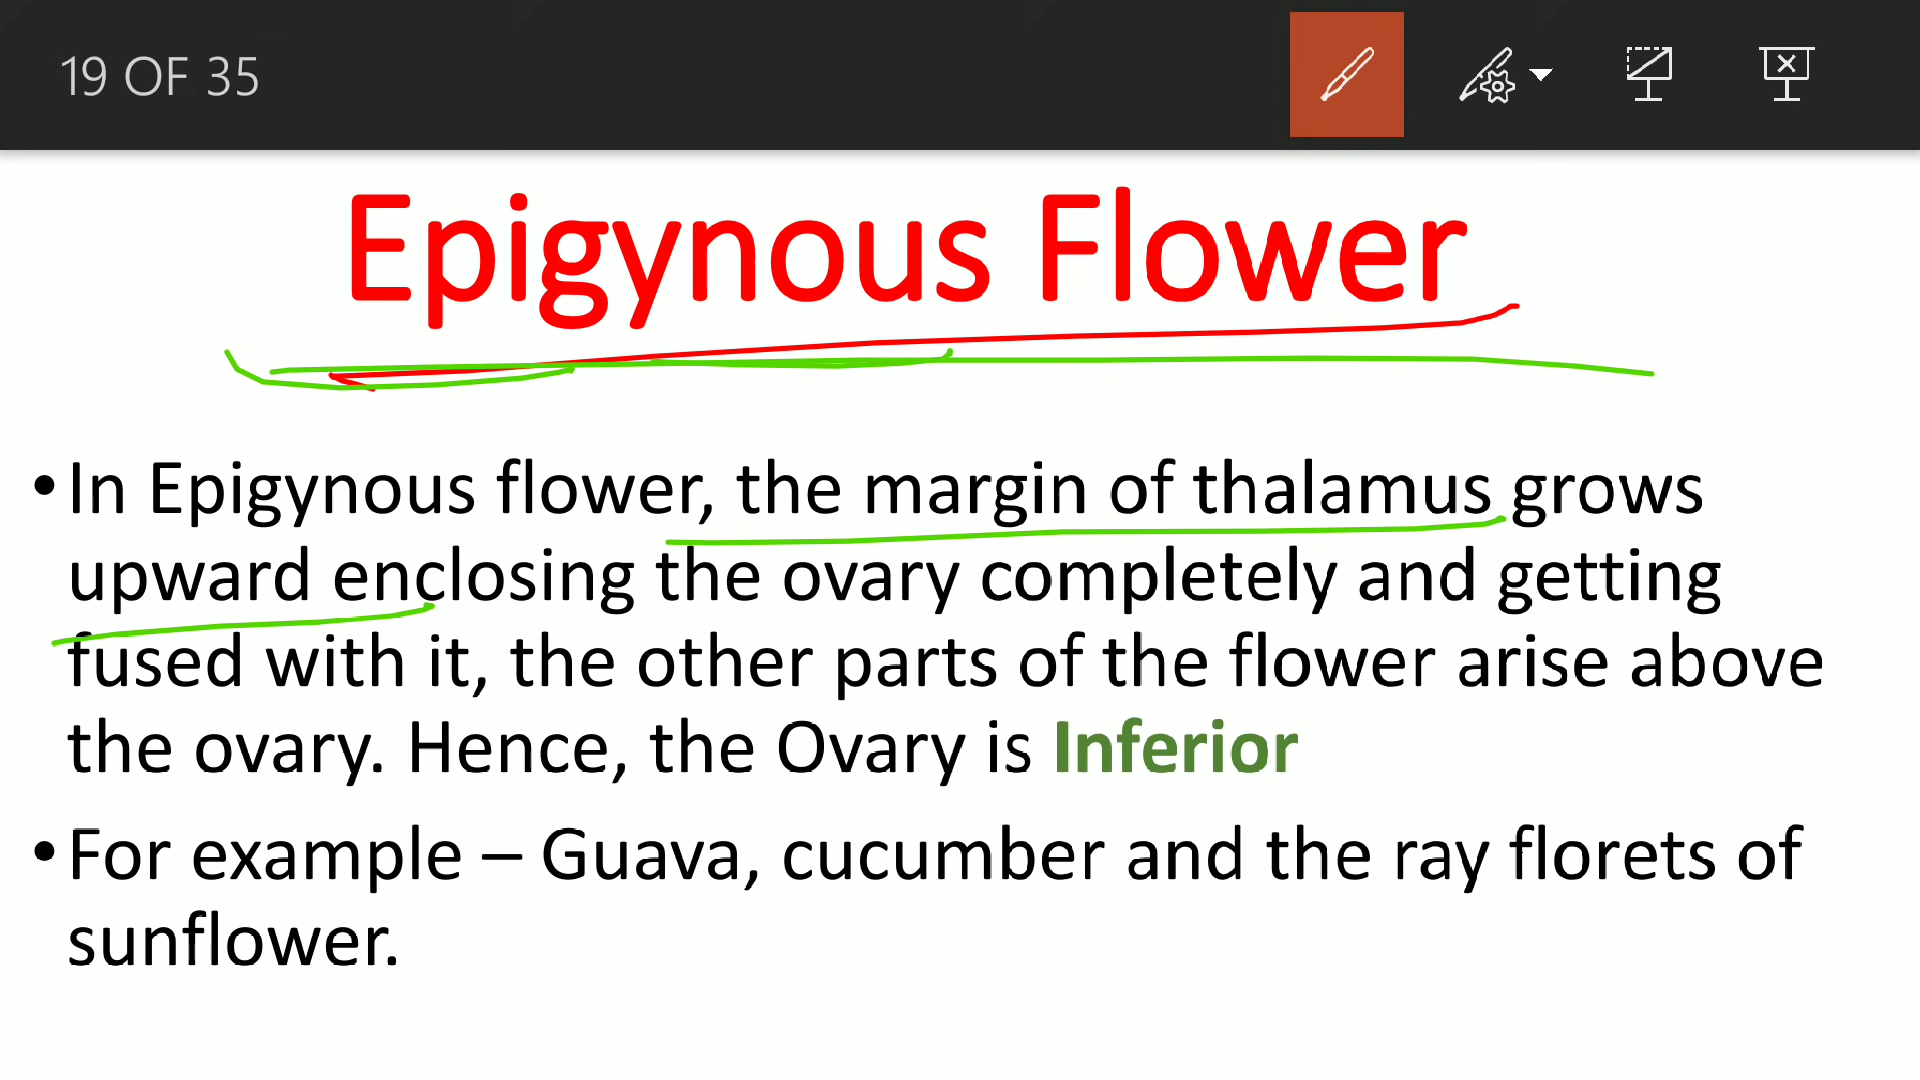 19 OF 35
Epigynous Flower
•In Epigynous flower, the margin of thalamus grows
upward enclosing the ovary completely and getting
fused with it, the other parts of the flower arise above
the ovary. Hence, the Ovary is Inferior
•For example – Guava, cucumber and the ray florets of
sunflower.